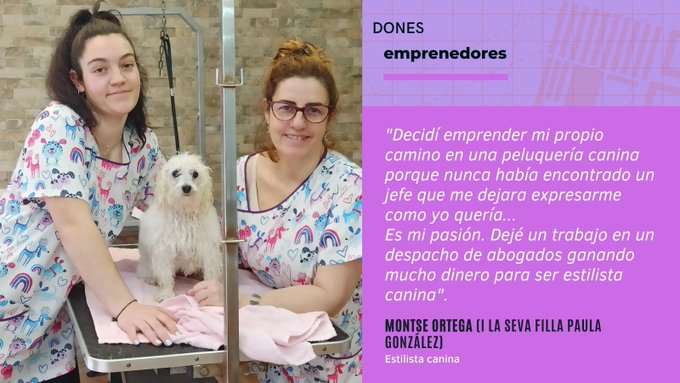 DONES
emprenedores
"Decidí emprender mi propio
camino en una peluquería canina
porque nunca había encontrado un
jefe que me dejara expresarme
como yo quería...
Es mi pasión. Dejé un trabajo en un
despacho de abogados ganando
mucho dinero para ser estilista
canina".
MONTSE ORTEGA (I LA SEVA FILLA PAULA
GONZÁLEZ)
Estilista canina